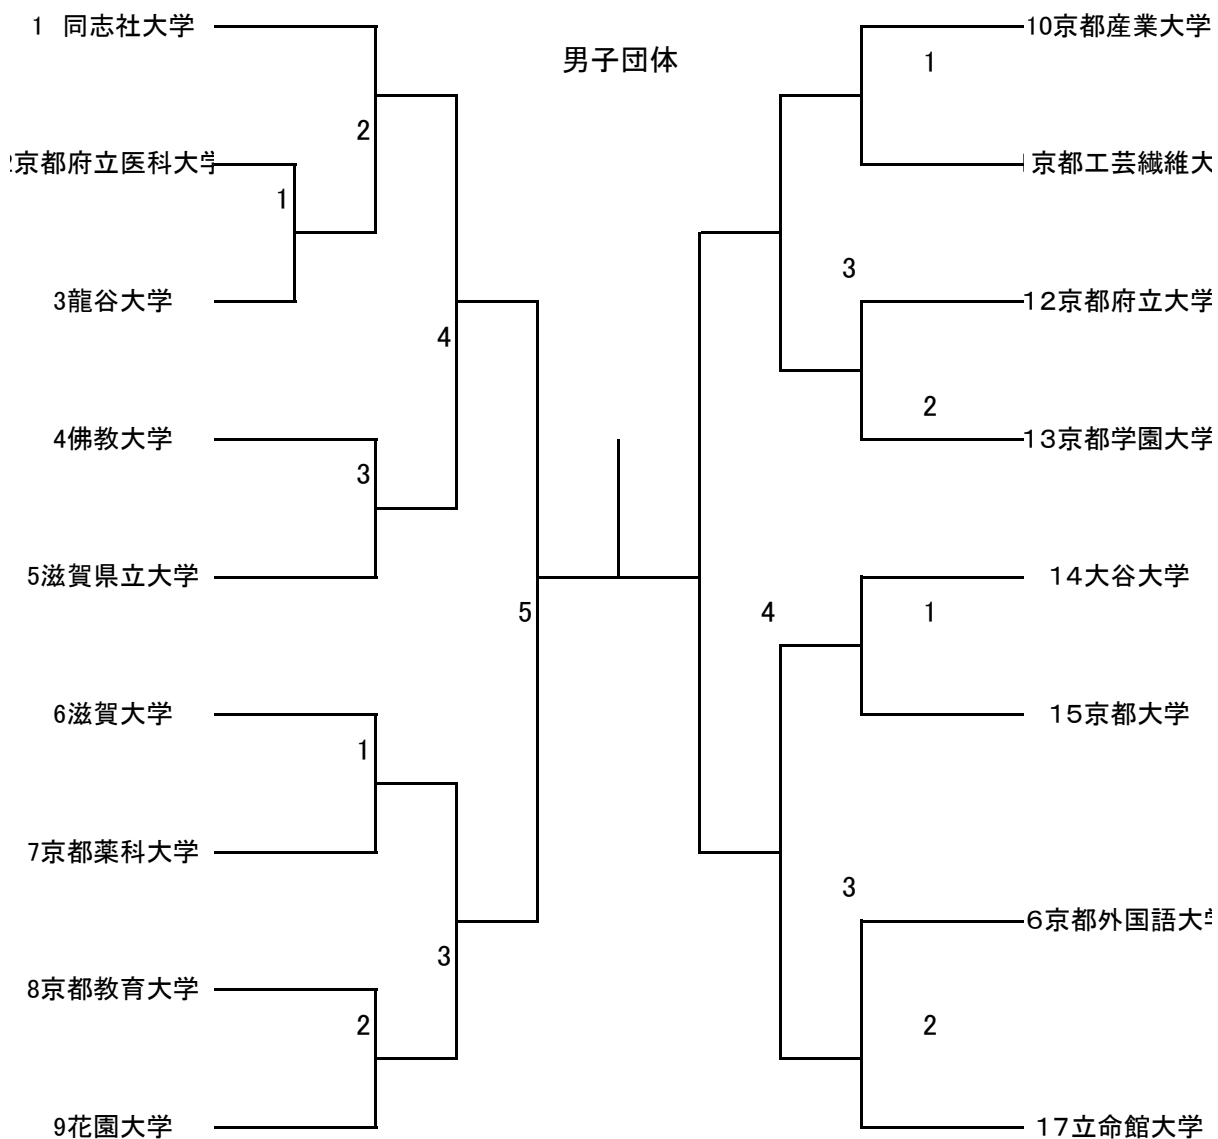 男子団体
1 同志社大学
2
京都府立医科大学
1
3龍谷大学
4
4佛教大学
3
5滋賀県立大学
5
6滋賀大学
1
7京都薬科大学
3
8京都教育大学
2
9花園大学
10京都産業大学
1
京都工芸繊維大
3
12京都府立大学
2
13京都学園大学
4
14大谷大学
1
15京都大学
3
6京都外国語大学
2
17立命館大学